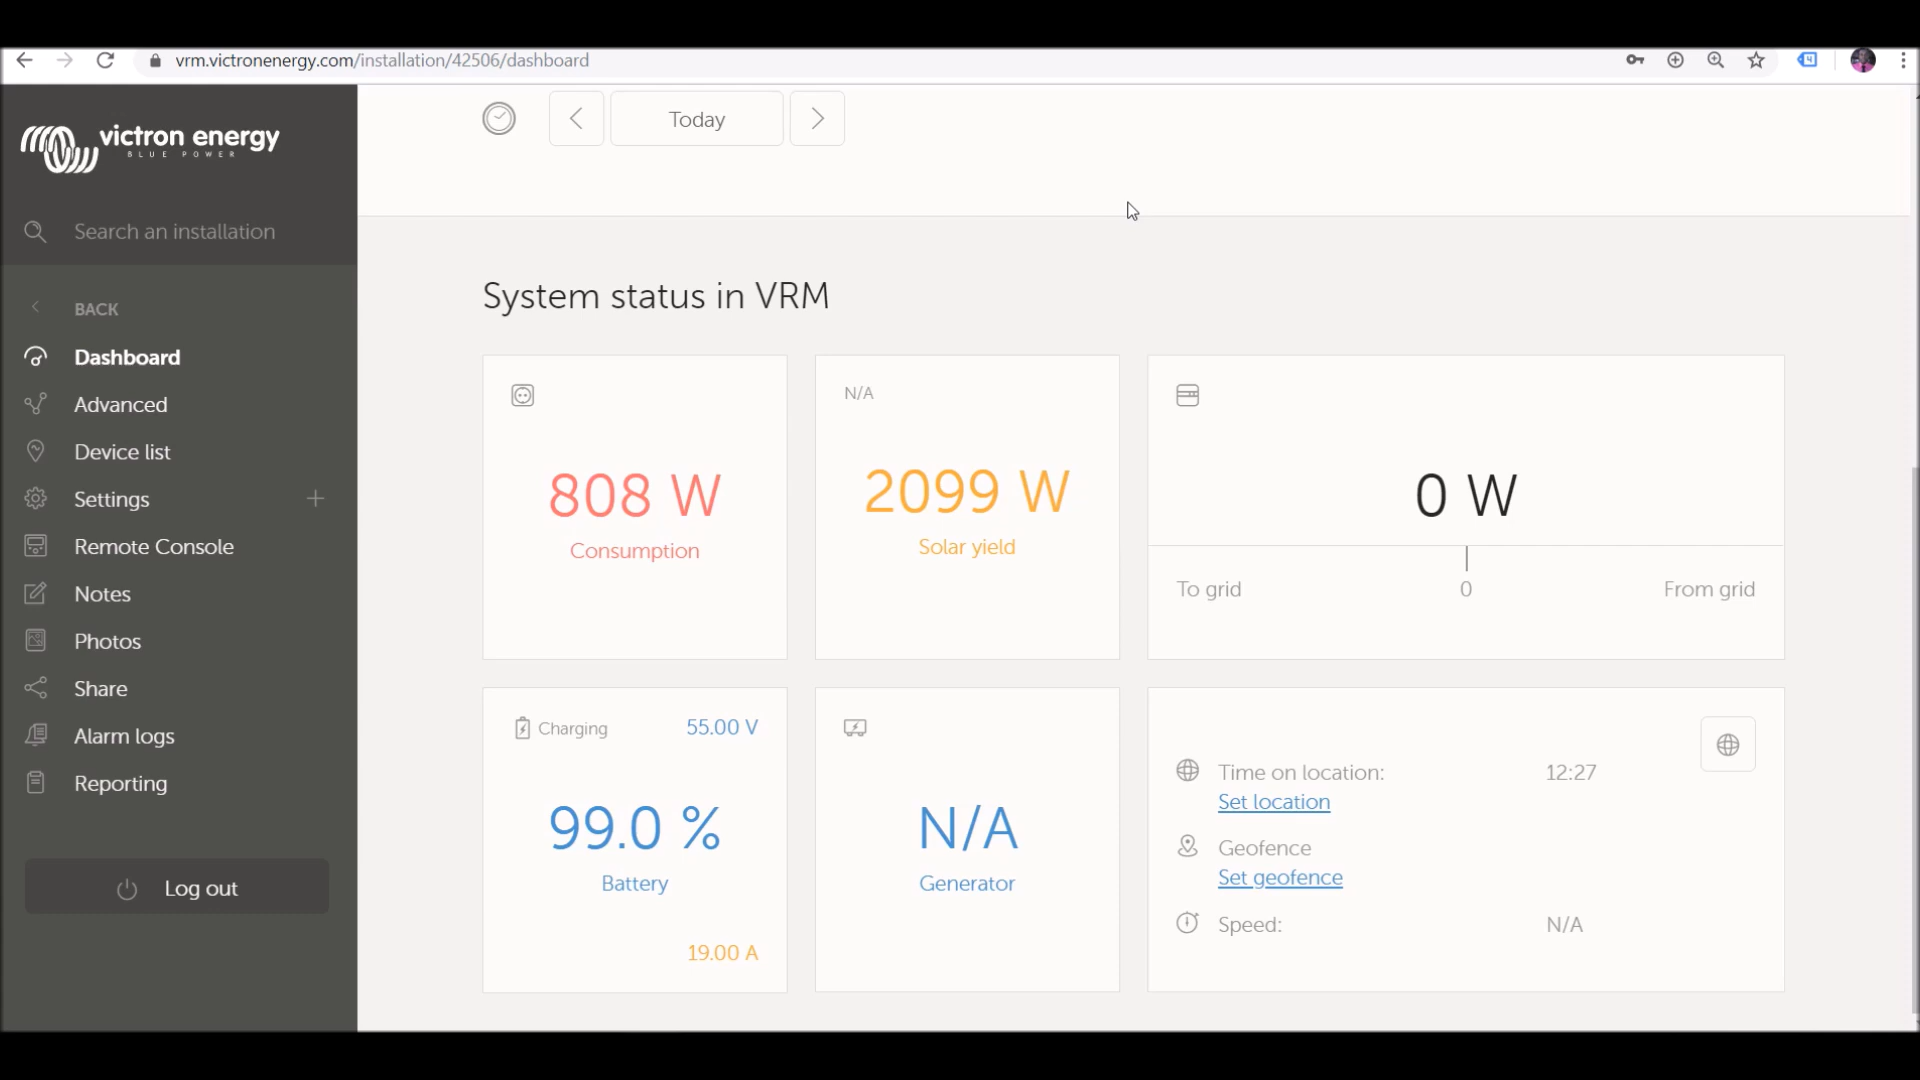 vrm.victronenergy.com/installation/42506/dashboard
victron energy
BLUE POWER
Search an installation
BACK
Dashboard
Advanced
Device list
Settings
Remote Console
Notes
Photos
Share
Alarm logs
Reporting
Log out
Today
System status in VRM
808 W
Consumption
N/A
2099 W
Solar yield
0 W
To grid 0 From grid
Charging 55.00 V
99.0 %
Battery
19.00 A
N/A
Generator
Time on location: 12:27
Set location
Geofence
Set geofence
Speed: N/A